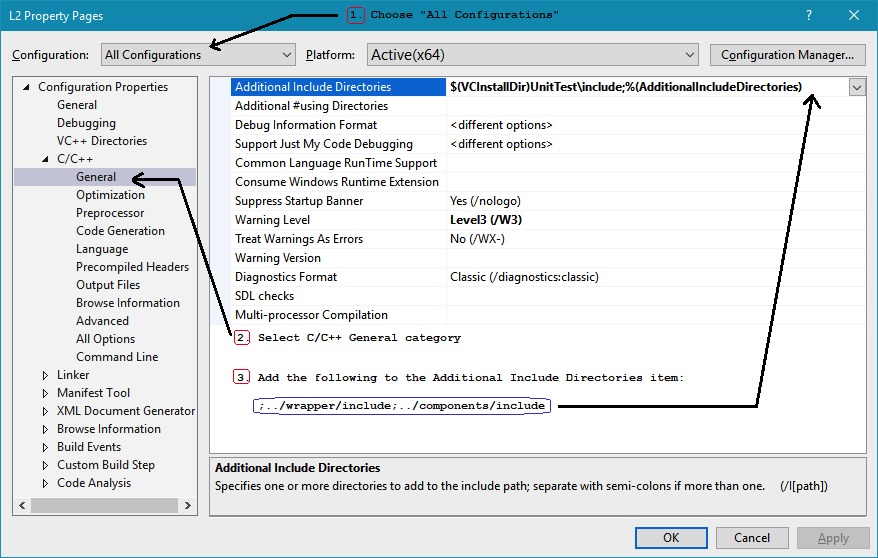 L2 Property Pages
1. Choose "All Configurations"
? ×
Configuration: All Configurations Platform: Active(x64) Configuration Manager...
Configuration Properties
General
Debugging
VC++ Directories
C/C++
General
Optimization
Preprocessor
Code Generation
Language
Precompiled Headers
Output Files
Browse Information
Advanced
All Options
Command Line
Linker
Manifest Tool
XML Document Generator
Browse Information
Build Events
Custom Build Step
Code Analysis
Additional Include Directories $(VCInstallDir)UnitTest\include;%(AdditionalIncludeDirectories)
Additional #using Directories
Debug Information Format <different options>
Support Just My Code Debugging <different options>
Common Language RunTime Support
Consume Windows Runtime Extension
Suppress Startup Banner Yes (/nologo)
Warning Level Level3 (/W3)
Treat Warnings As Errors No (/WX-)
Warning Version
Diagnostics Format Classic (/diagnostics:classic)
SDL checks
Multi-processor Compilation
2. Select C/C++ General category
3. Add the following to the Additional Include Directories item:
;../wrapper/include;../components/include
Additional Include Directories
Specifies one or more directories to add to the include path; separate with semi-colons if more than one. (/I[path])
OK Cancel Apply